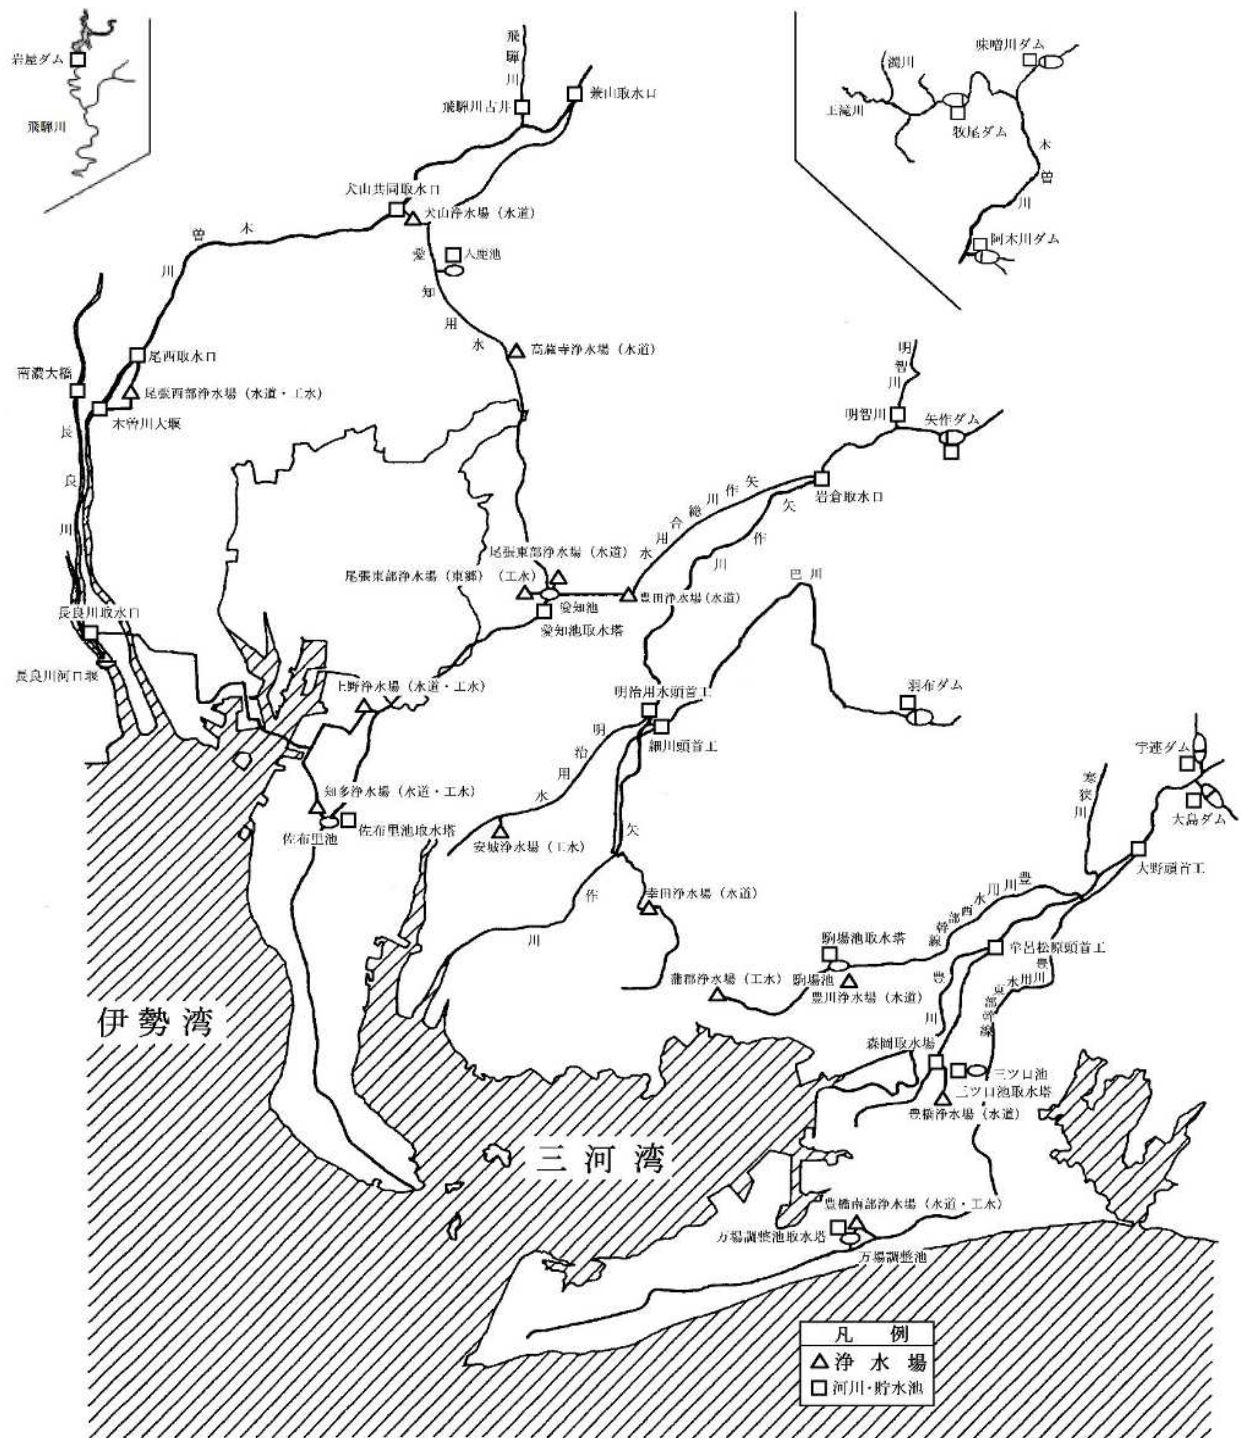 岩屋ダム
飛騨川
飛騨川
飛騨川古井
兼山取水口
味噌川ダム
濁川
王滝川
牧尾ダム
木曽川
阿木川ダム
犬山共同取水口
犬山浄水場（水道）
木曽川
入鹿池
愛知用水
高蔵寺浄水場（水道）
尾西取水口
南濃大橋
尾張西部浄水場（水道・工水）
木曽川大堰
長良川
明智川
明智川
矢作ダム
岩倉取水口
矢作川総合用水
矢作川
尾張東部浄水場（水道）
尾張東部浄水場（東郷）（工水）
愛知池
愛知池取水塔
豊田浄水場（水道）
巴川
長良川取水口
長良川河口堰
上野浄水場（水道・工水）
明治用水頭首工
細川頭首工
羽布ダム
明治用水
宇連ダム
寒狭川
大島ダム
知多浄水場（水道・工水）
佐布里池
佐布里池取水塔
安城浄水場（工水）
矢作川
大野頭首工
幸田浄水場（水道）
豊川用水西部幹線
駒場池取水塔
牟呂松原頭首工
蒲郡浄水場（工水）
駒場池
豊川浄水場（水道）
豊川
豊川用水東部幹線
伊勢湾
森岡取水場
三ツ口池
三ツ口池取水塔
豊橋浄水場（水道）
三河湾
豊橋南部浄水場（水道・工水）
万場調整池取水塔
万場調整池
凡例
△浄水場
□河川・貯水池